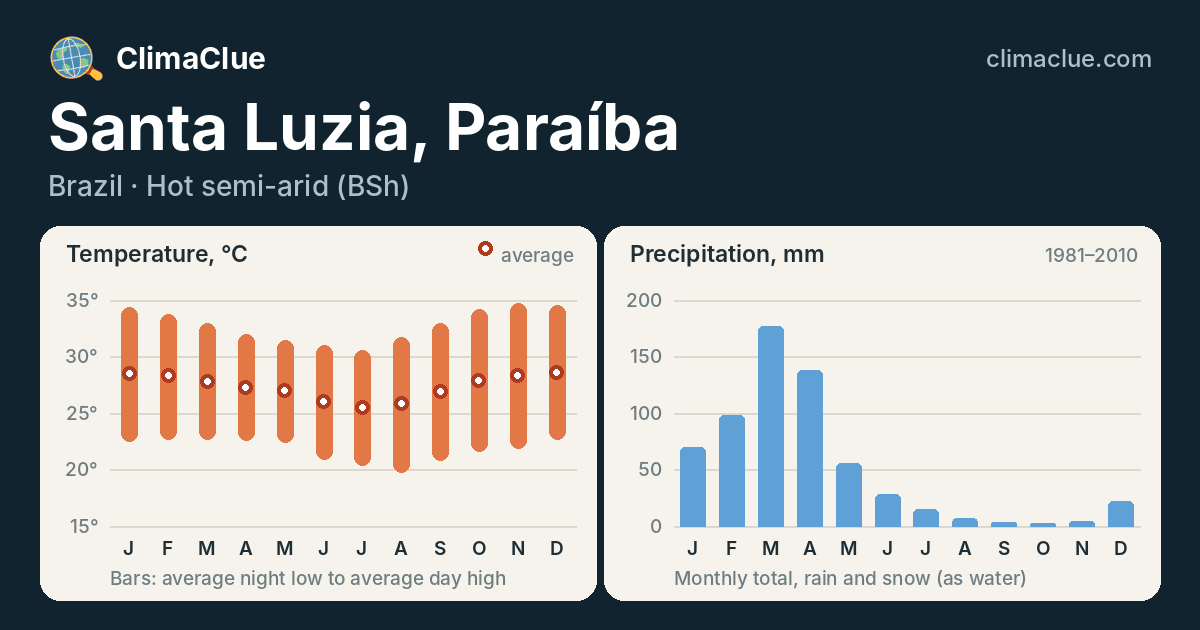 ClimaClue
climaclue.com
Santa Luzia, Paraíba
Brazil · Hot semi-arid (BSh)
Temperature, °C
average
35°
30°
25°
20°
15°
J F M A M J J A S O N D
Bars: average night low to average day high
Precipitation, mm
1981–2010
200
150
100
50
0
J F M A M J J A S O N D
Monthly total, rain and snow (as water)